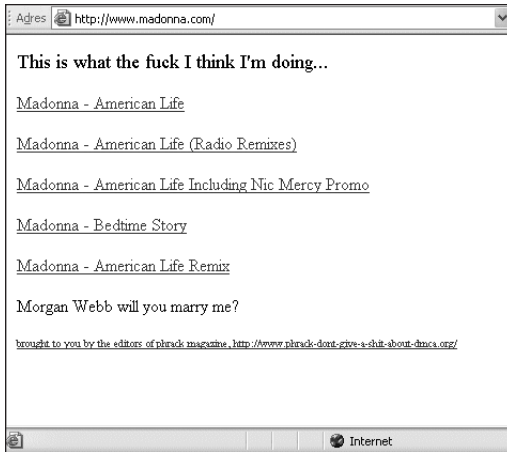 Adres http://www.madonna.com/
This is what the fuck I think I'm doing...
Madonna - American Life
Madonna - American Life (Radio Remixes)
Madonna - American Life Including Nic Mercy Promo
Madonna - Bedtime Story
Madonna - American Life Remix
Morgan Webb will you marry me?
brought to you by the editors of phrack magazine, http://www.phrack-dont-give-a-shit-about-dmca.org/
Internet